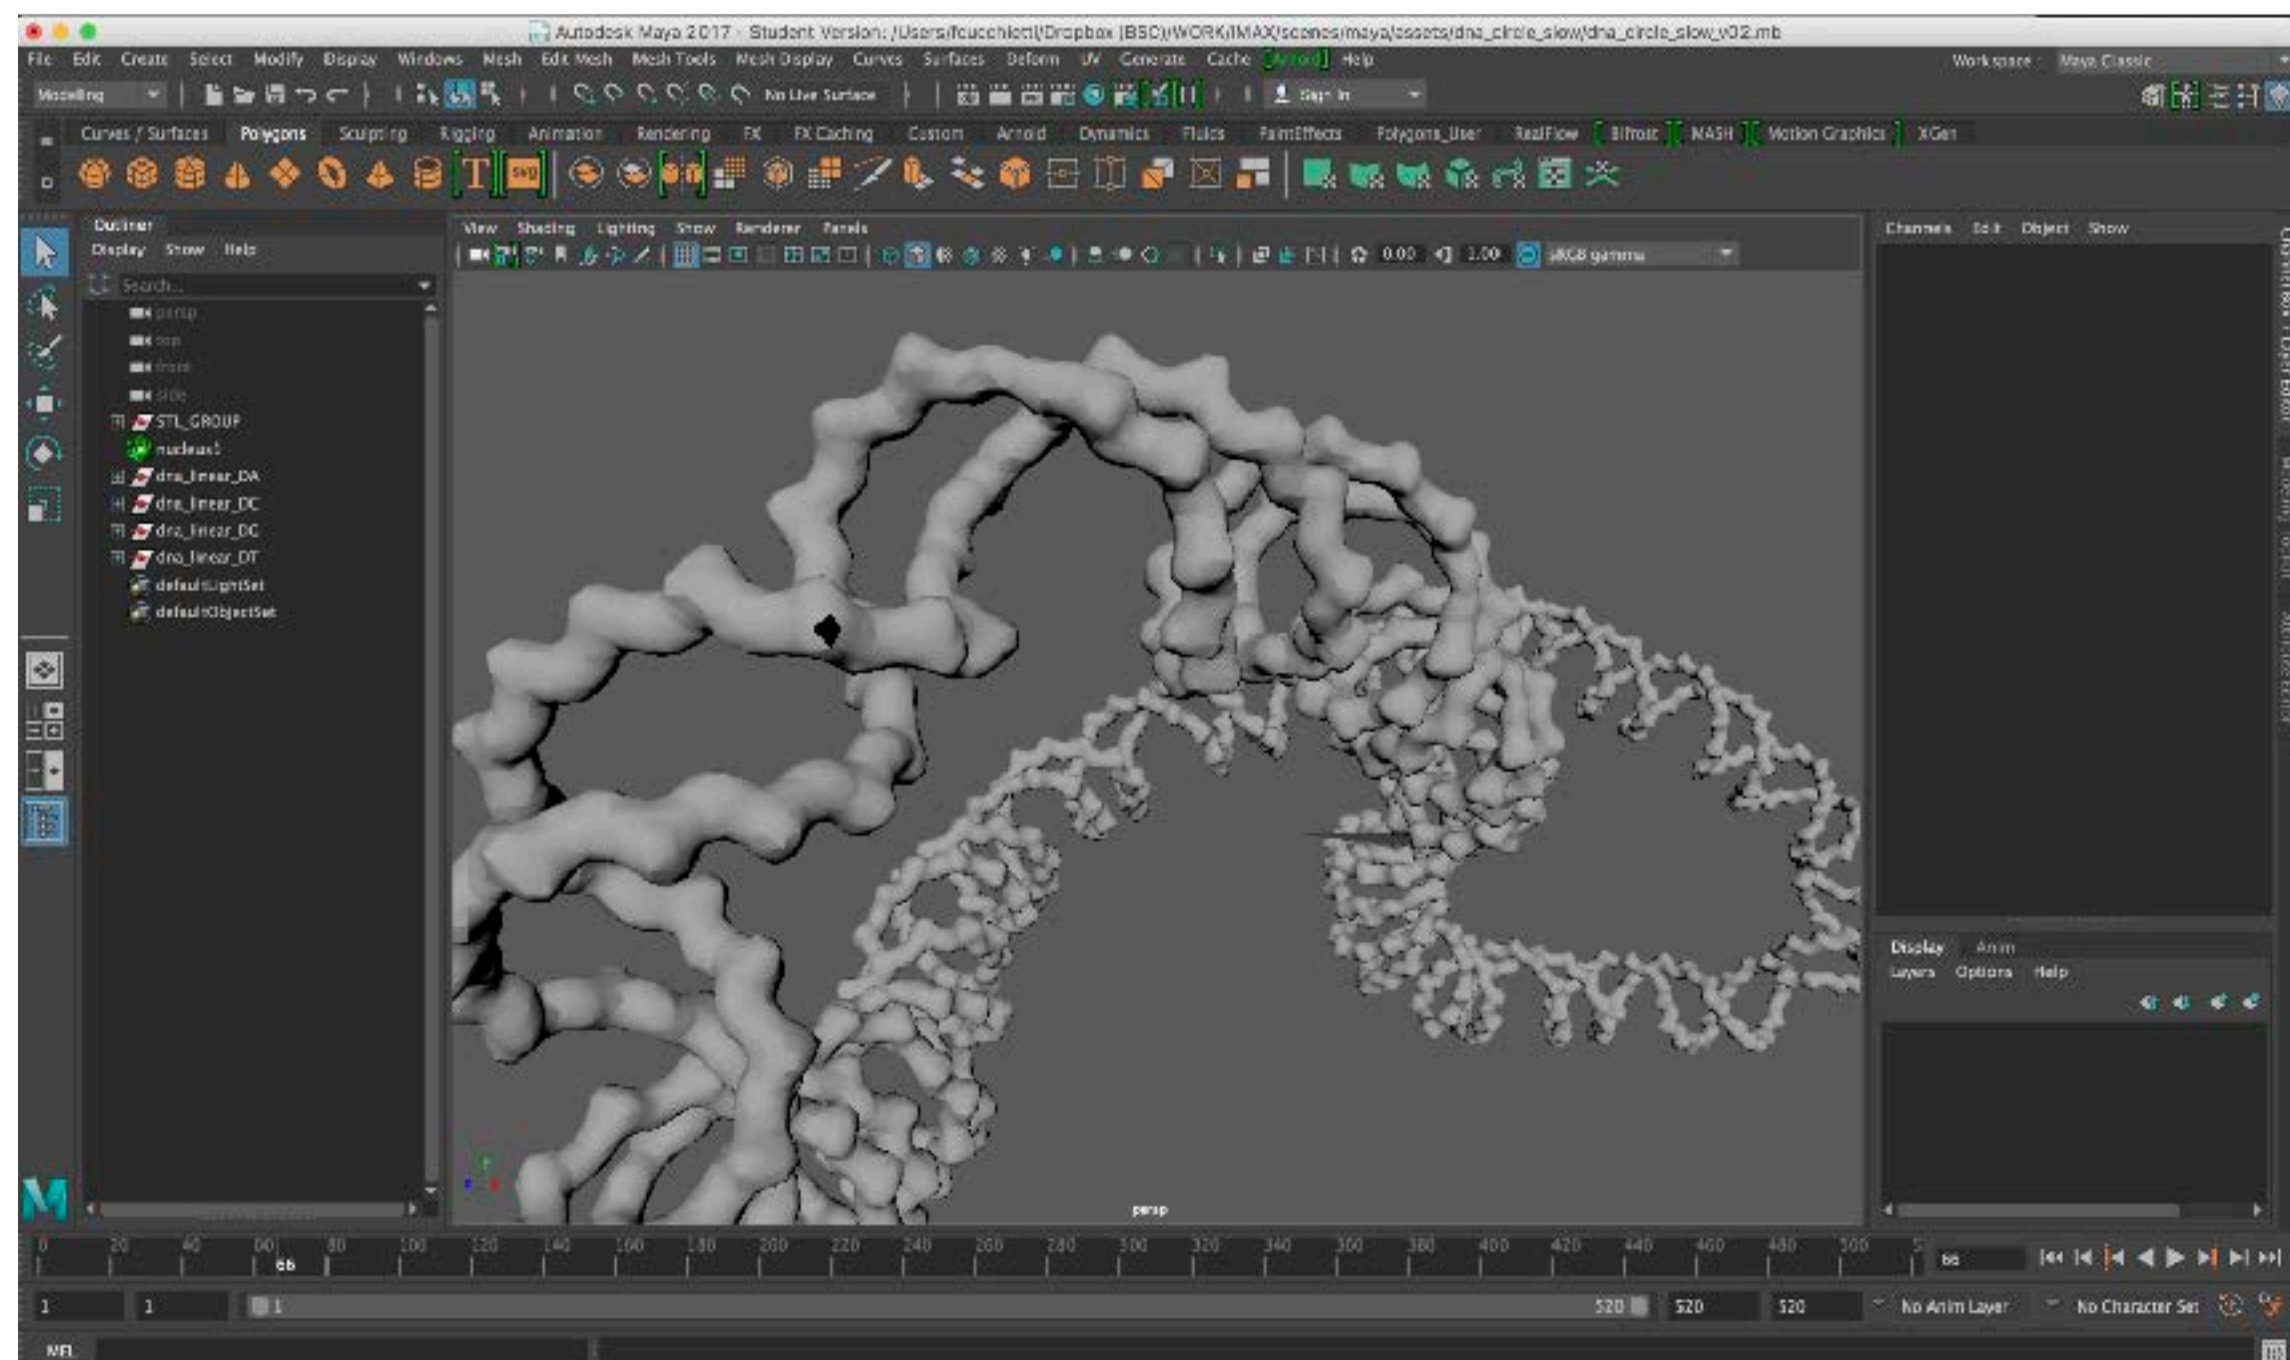 Autodesk Maya 2017 - Student Version: /Users/fcucchietti/Dropbox (BSC)/WORK/IMAX/scenes/maya/assets/dna_circle_slow/dna_circle_slow_v02.mb
File Edit Create Select Modify Display Windows Mesh Edit Mesh Mesh Tools Mesh Display Curves Surfaces Deform UV Generate Cache [Arnold] Help Workspace Maya Classic
Modeling No Live Surface Sign In
Curves / Surfaces Polygons Sculpting Rigging Animation Rendering FX FX Caching Custom Arnold Dynamics Fluids PaintEffects Polygons_User RealFlow [ Bifrost ][ MASH ][ Motion Graphics ] XGen
T SVG
Outliner
Display Show Help
Search...
persp
top
front
side
STL_GROUP
nucleus1
dna_linear_DA
dna_linear_DC
dna_linear_DG
dna_linear_DT
defaultLightSet
defaultObjectSet
View Shading Lighting Show Renderer Panels
0.00 1.00 sRGB gamma
persp
Channels Edit Object Show
Display Anim
Layers Options Help
0 20 40 60 80 100 120 140 160 180 200 220 240 260 280 300 320 340 360 380 400 420 440 460 480 500
66 66
1 1 1 520 520 520 No Anim Layer No Character Set
MEL